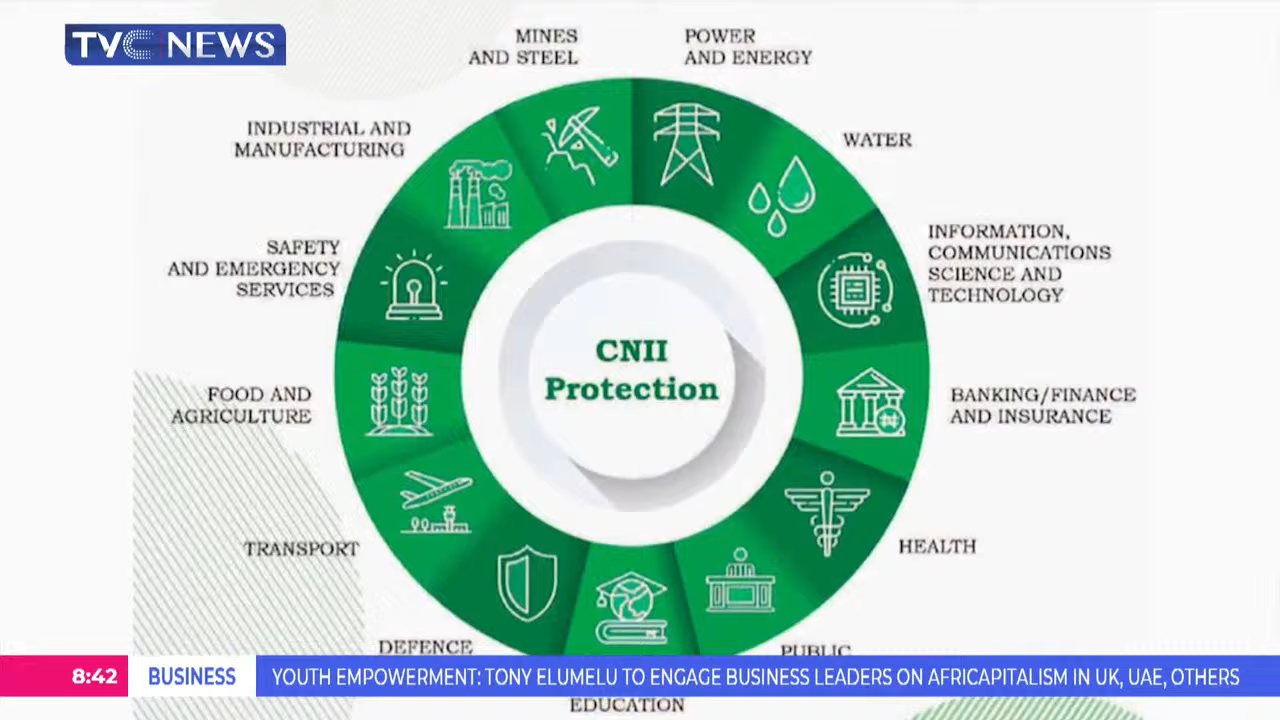 TVC NEWS
MINES
AND STEEL
POWER
AND ENERGY
INDUSTRIAL AND
MANUFACTURING
WATER
SAFETY
AND EMERGENCY
SERVICES
INFORMATION,
COMMUNICATIONS
SCIENCE AND
TECHNOLOGY
CNII
Protection
FOOD AND
AGRICULTURE
BANKING/FINANCE
AND INSURANCE
TRANSPORT
HEALTH
DEFENCE
PUBLIC
8:42 BUSINESS YOUTH EMPOWERMENT: TONY ELUMELU TO ENGAGE BUSINESS LEADERS ON AFRICAPITALISM IN UK, UAE, OTHERS
EDUCATION